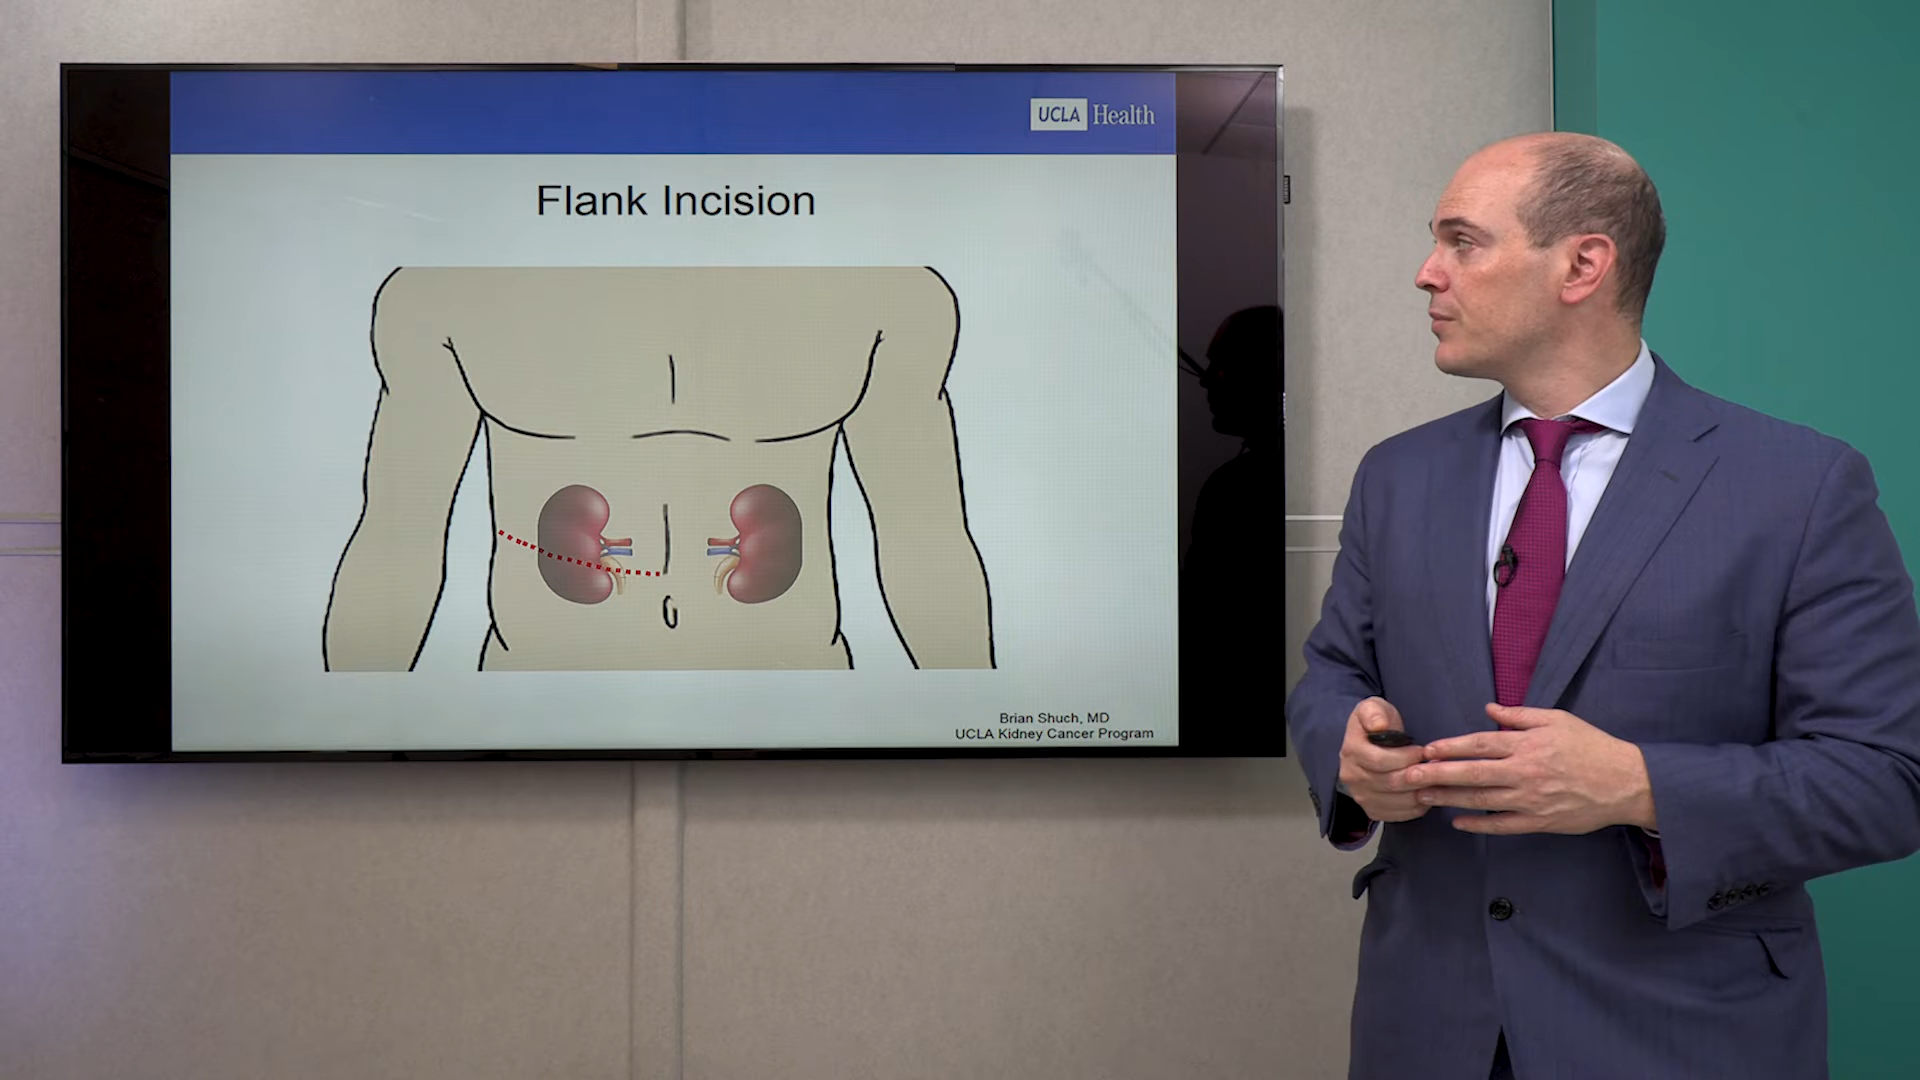 UCLA Health
Flank Incision
Brian Shuch, MD
UCLA Kidney Cancer Program